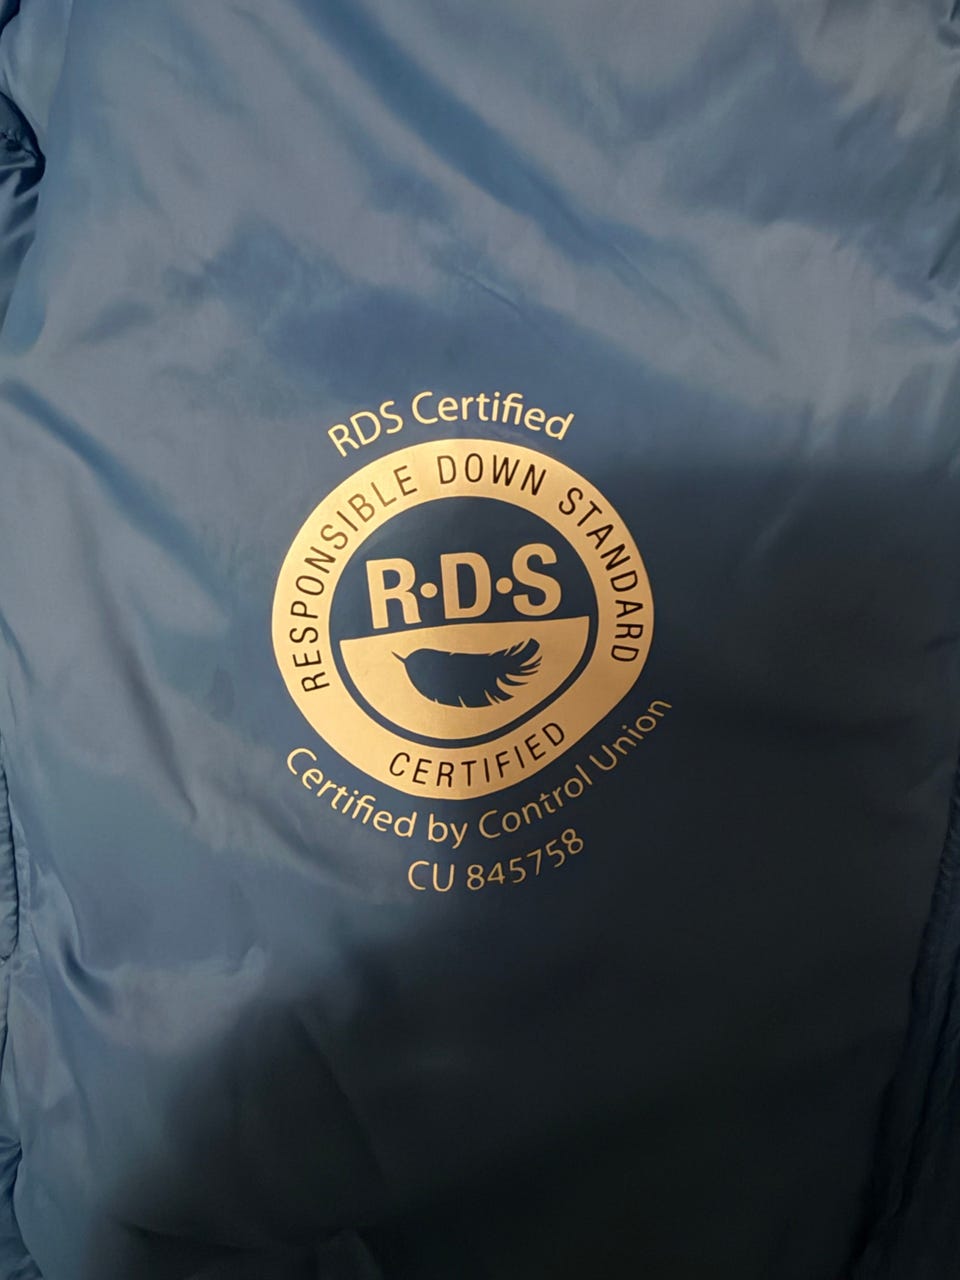 RDS Certified
RESPONSIBLE DOWN STANDARD
R·D·S
CERTIFIED
Certified by Control Union
CU 845758